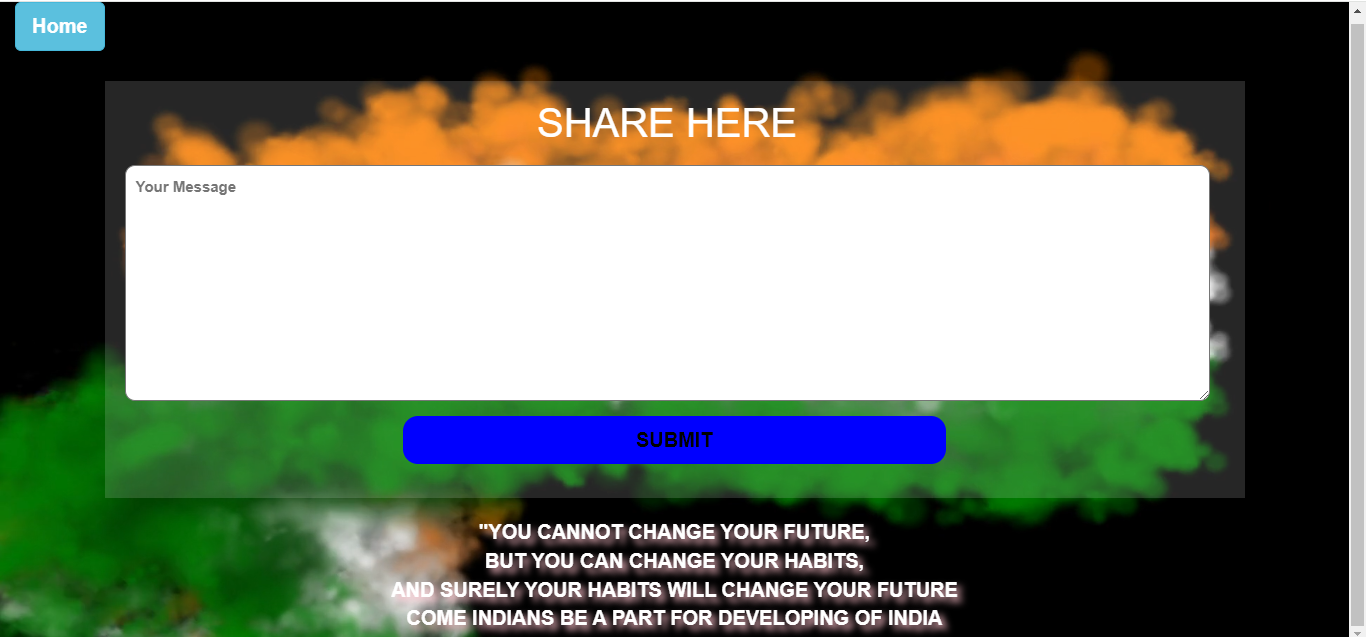 Home
SHARE HERE
Your Message
SUBMIT
"YOU CANNOT CHANGE YOUR FUTURE,
BUT YOU CAN CHANGE YOUR HABITS,
AND SURELY YOUR HABITS WILL CHANGE YOUR FUTURE
COME INDIANS BE A PART FOR DEVELOPING OF INDIA